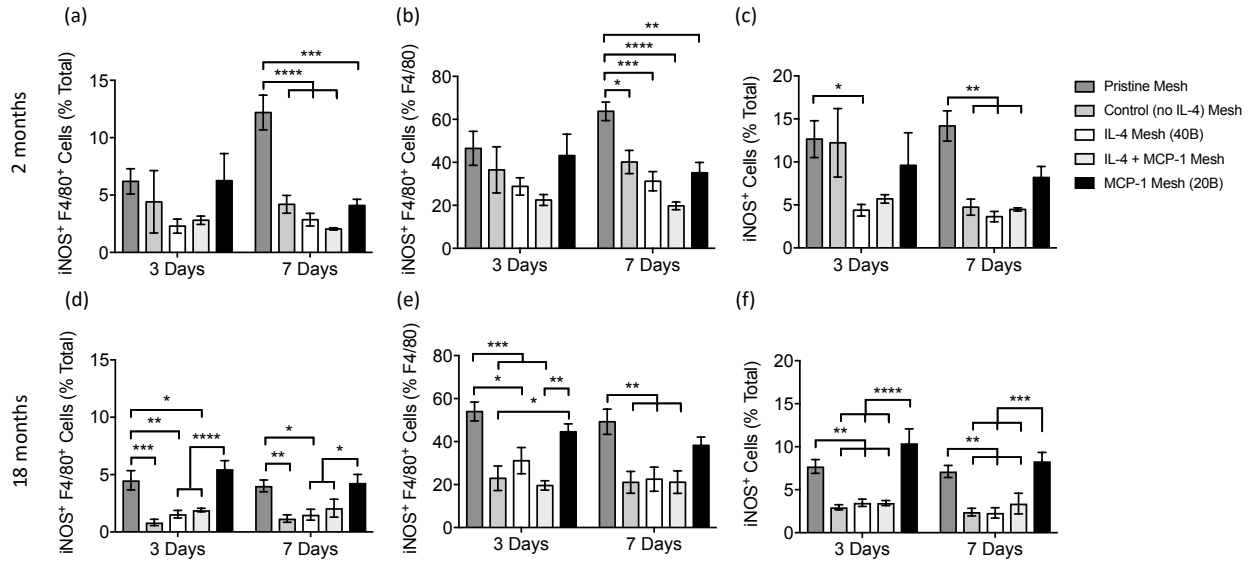 2 months
(a)
iNOS⁺ F4/80⁺ Cells (% Total)
15
10
5
0
***
****
3 Days
7 Days
(b)
iNOS⁺ F4/80⁺ Cells (% F4/80)
80
60
40
20
0
**
****
***
*
3 Days
7 Days
(c)
iNOS⁺ Cells (% Total)
20
15
10
5
0
*
**
3 Days
7 Days
Pristine Mesh
Control (no IL-4) Mesh
IL-4 Mesh (40B)
IL-4 + MCP-1 Mesh
MCP-1 Mesh (20B)
18 months
(d)
iNOS⁺ F4/80⁺ Cells (% Total)
15
10
5
0
*
**
***
****
*
**
*
3 Days
7 Days
(e)
iNOS⁺ F4/80⁺ Cells (% F4/80)
80
60
40
20
0
***
*
**
*
**
3 Days
7 Days
(f)
iNOS⁺ Cells (% Total)
20
15
10
5
0
****
**
***
**
3 Days
7 Days